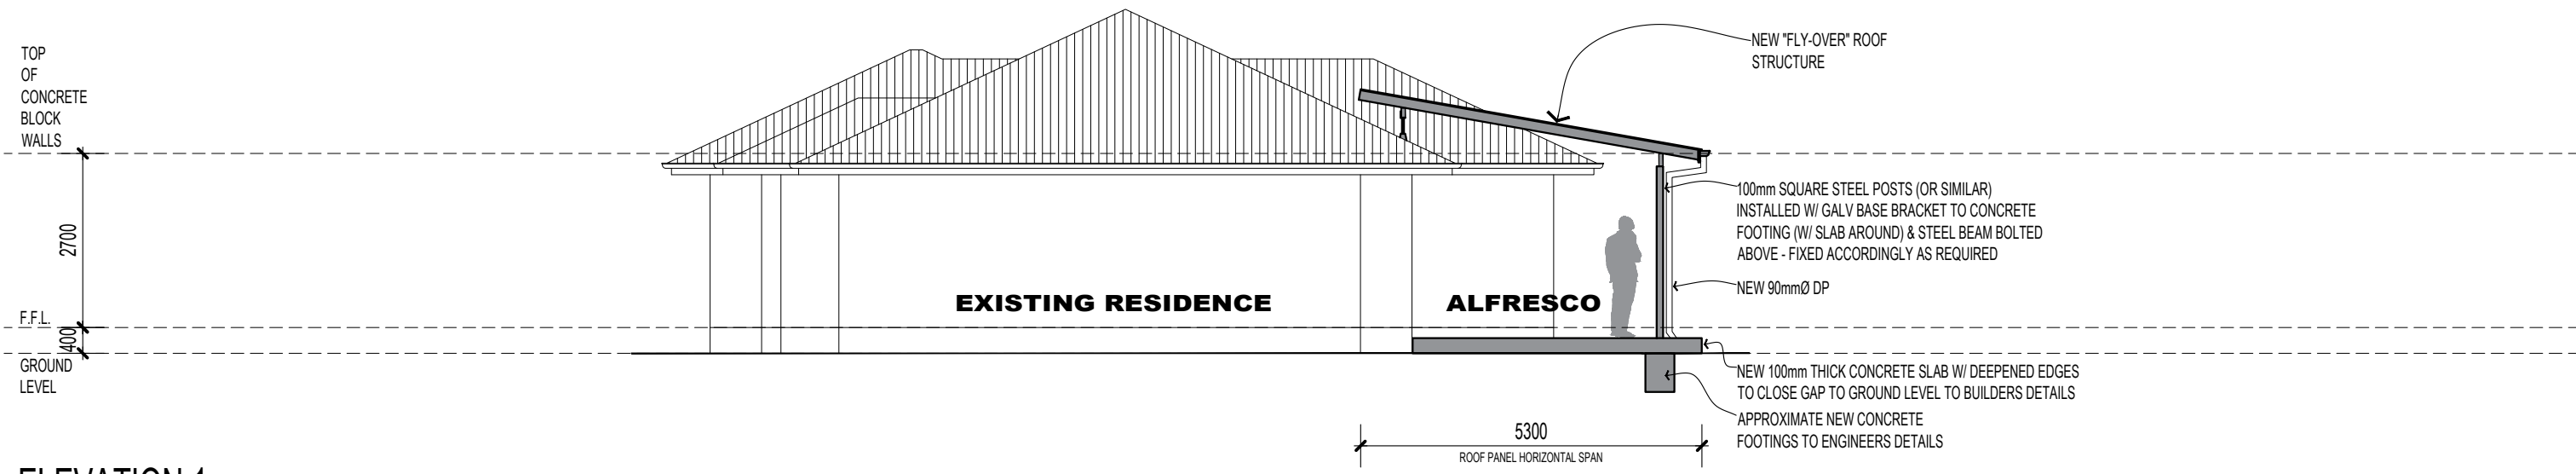 TOP
OF
CONCRETE
BLOCK
WALLS
2700
F.F.L.
400
GROUND
LEVEL
EXISTING RESIDENCE
ALFRESCO
NEW "FLY-OVER" ROOF
STRUCTURE
100mm SQUARE STEEL POSTS (OR SIMILAR)
INSTALLED W/ GALV BASE BRACKET TO CONCRETE
FOOTING (W/ SLAB AROUND) & STEEL BEAM BOLTED
ABOVE - FIXED ACCORDINGLY AS REQUIRED
NEW 90mmØ DP
NEW 100mm THICK CONCRETE SLAB W/ DEEPENED EDGES
TO CLOSE GAP TO GROUND LEVEL TO BUILDERS DETAILS
APPROXIMATE NEW CONCRETE
FOOTINGS TO ENGINEERS DETAILS
5300
ROOF PANEL HORIZONTAL SPAN
ELEVATION 1